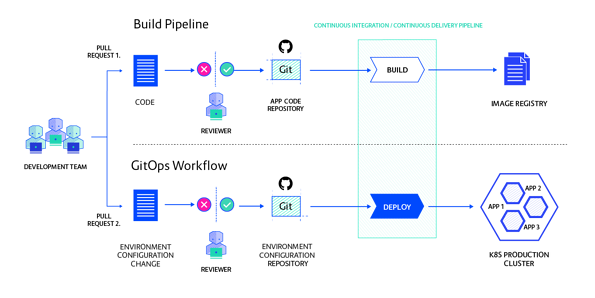 Build Pipeline
CONTINUOUS INTEGRATION / CONTINUOUS DELIVERY PIPELINE
PULL
REQUEST 1.
CODE
REVIEWER
Git
APP CODE
REPOSITORY
BUILD
IMAGE REGISTRY
DEVELOPMENT TEAM
GitOps Workflow
PULL
REQUEST 2.
ENVIRONMENT
CONFIGURATION
CHANGE
REVIEWER
Git
ENVIRONMENT
CONFIGURATION
REPOSITORY
DEPLOY
APP 2
APP 1
APP 3
K8S PRODUCTION
CLUSTER